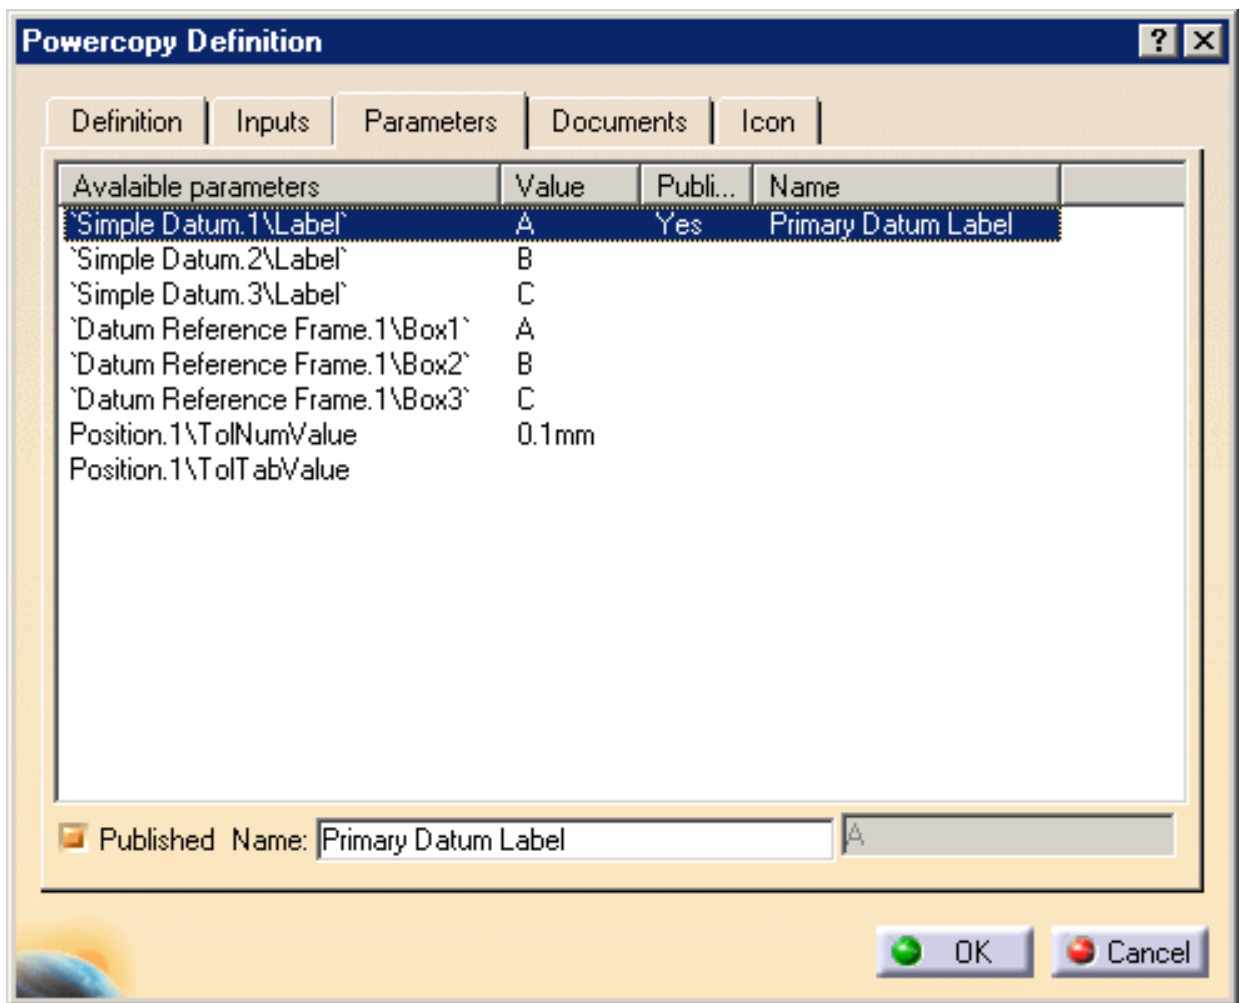 Powercopy Definition
Definition Inputs Parameters Documents Icon
Avalaible parameters Value Publi... Name
`Simple Datum.1\Label` A Yes Primary Datum Label
`Simple Datum.2\Label` B
`Simple Datum.3\Label` C
`Datum Reference Frame.1\Box1` A
`Datum Reference Frame.1\Box2` B
`Datum Reference Frame.1\Box3` C
Position.1\TolNumValue 0.1mm
Position.1\TolTabValue
Published Name: Primary Datum Label A
OK Cancel